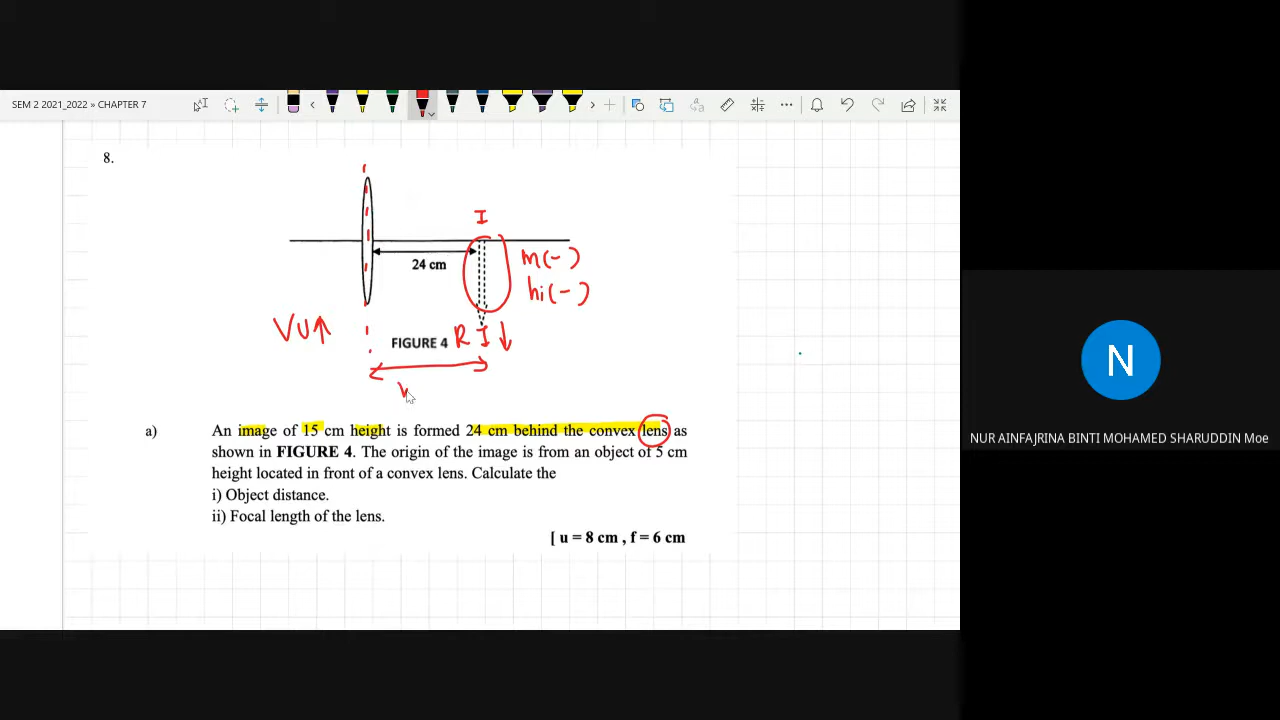 SEM 2 2021_2022 » CHAPTER 7
8.
I
24 cm
m(-)
hi(-)
VU↑
FIGURE 4
R I ↓
a) An image of 15 cm height is formed 24 cm behind the convex lens as
shown in FIGURE 4. The origin of the image is from an object of 5 cm
height located in front of a convex lens. Calculate the
i) Object distance.
ii) Focal length of the lens.
[ u = 8 cm , f = 6 cm
N
NUR AINFAJRINA BINTI MOHAMED SHARUDDIN Moe